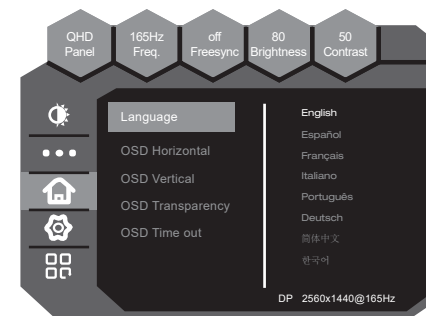 QHD
Panel
165Hz
Freq.
off
Freesync
80
Brightness
50
Contrast
Language
OSD Horizontal
OSD Vertical
OSD Transparency
OSD Time out
English
Español
Français
Italiano
Português
Deutsch
简体中文
한국어
DP 2560x1440@165Hz